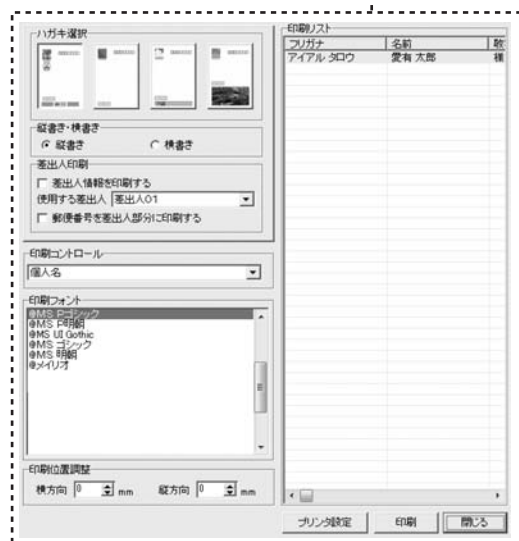 ハガキ選択
縦書き・横書き
縦書き
横書き
差出人印刷
差出人情報を印刷する
使用する差出人 差出人01
郵便番号を差出人部分に印刷する
印刷コントロール
個人名
印刷フォント
@MS Pゴシック
@MS P明朝
@MS UI Gothic
@MS ゴシック
@MS 明朝
@メイリオ
印刷位置調整
横方向 0 mm 縦方向 0 mm
印刷リスト
フリガナ 名前 敬
アイアル タロウ 愛有 太郎 様
プリンタ設定 印刷 閉じる